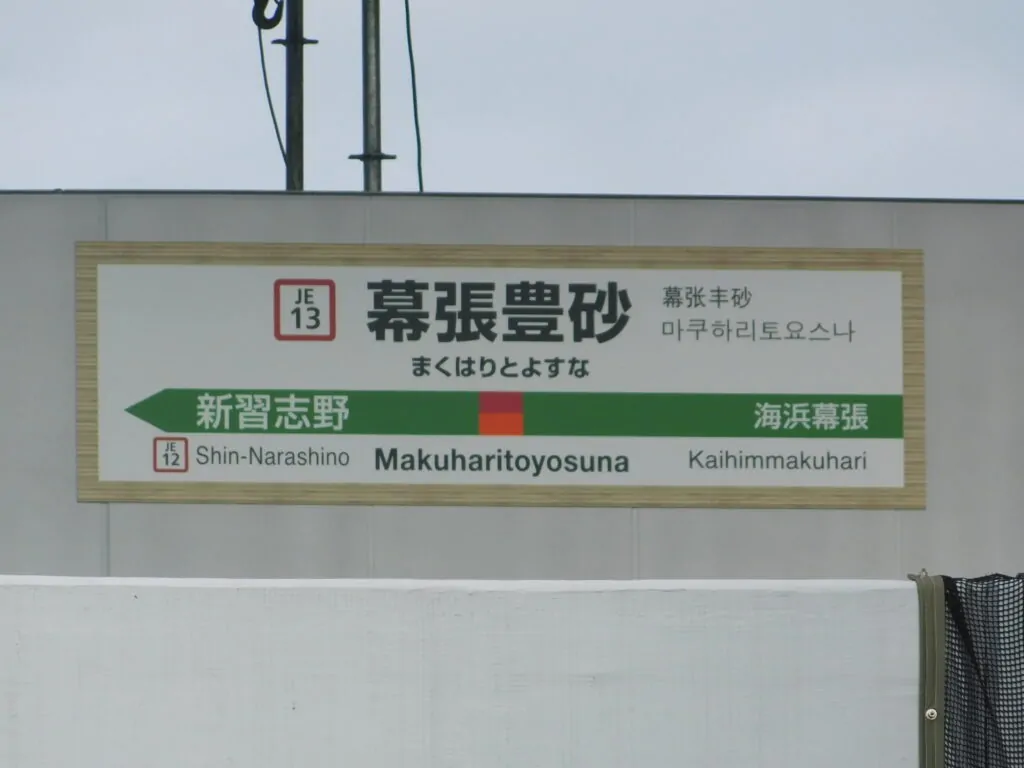 JE
13
幕張豊砂
まくはりとよすな
幕张丰砂
마쿠하리토요스나
新習志野
海浜幕張
JE
12
Shin-Narashino
Makuharitoyosuna
Kaihimmakuhari